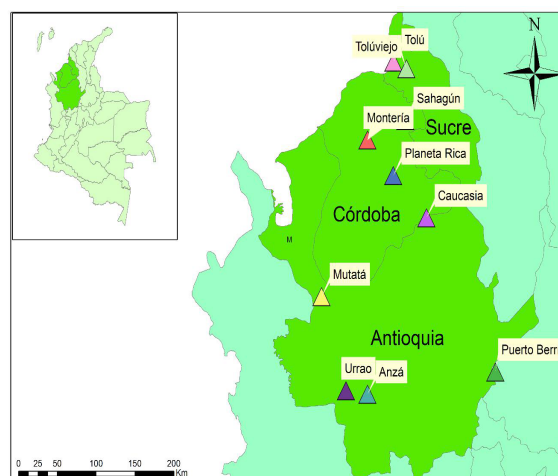 N
Tolú
Tolúviejo
Sahagún
Montería
Sucre
Planeta Rica
Caucasia
Córdoba
M
Mutatá
Antioquia
Puerto Berr
Urrao
Anzá
0 25 50 100 150 200
Km